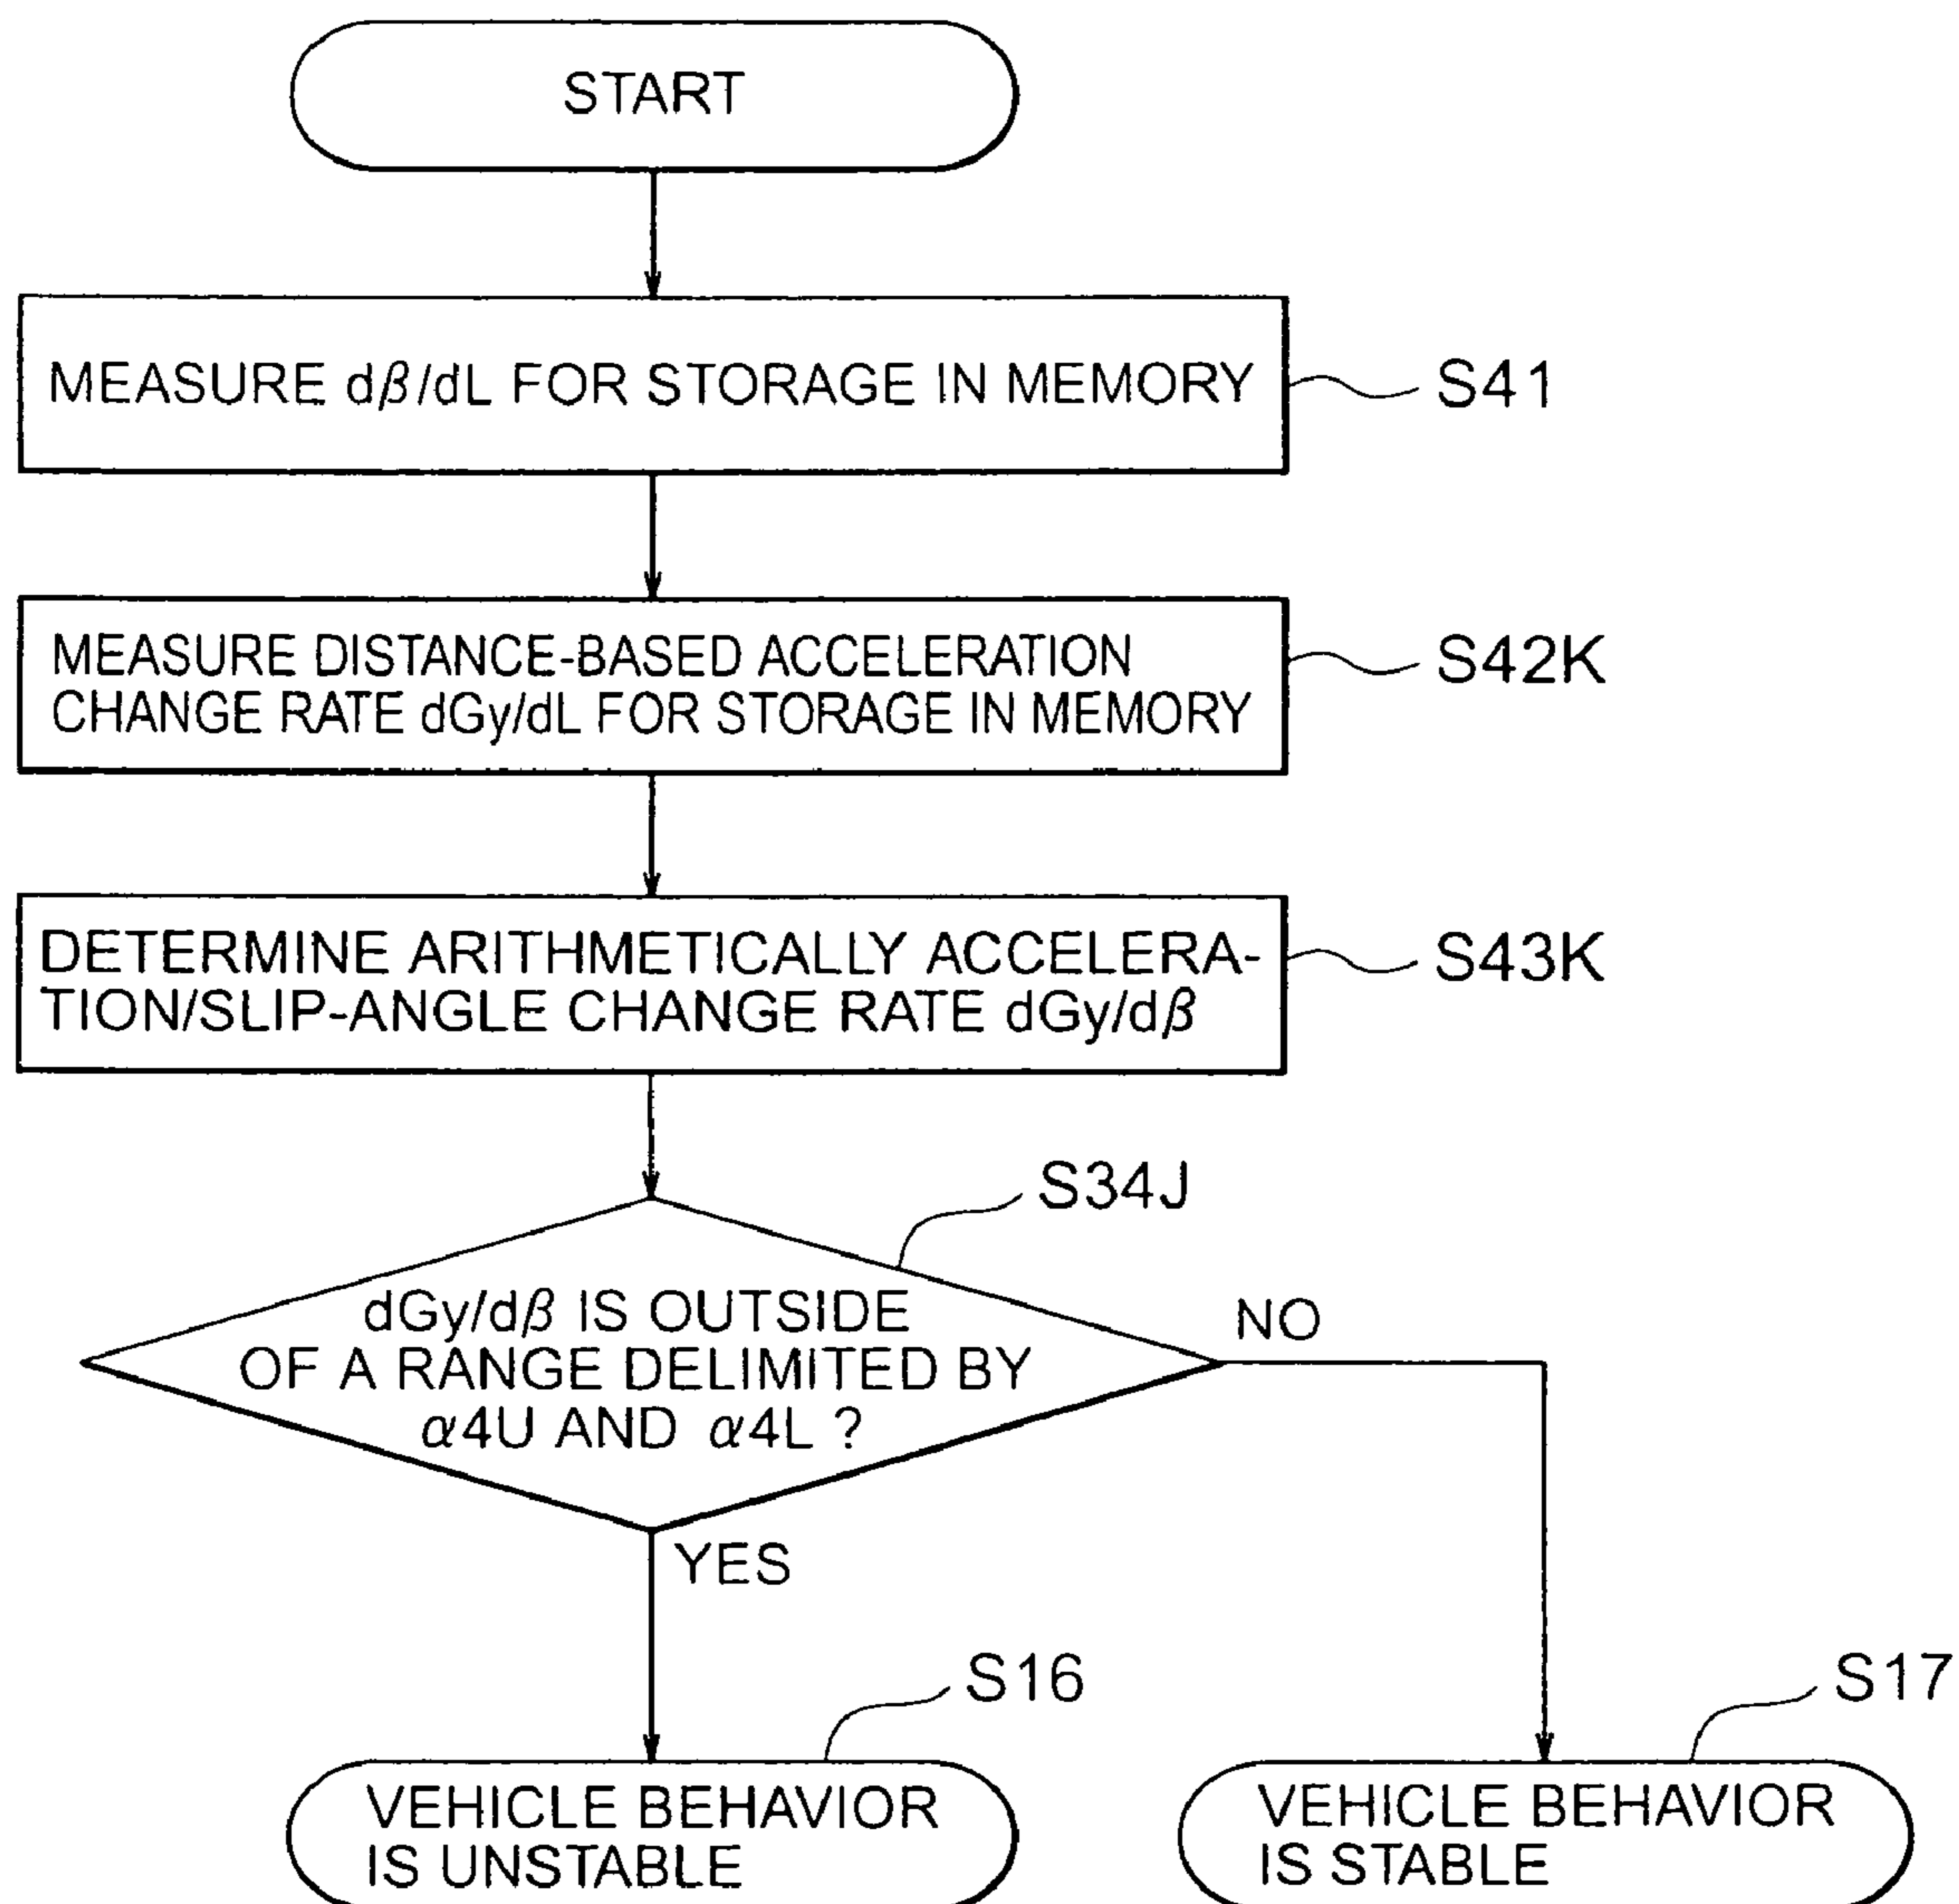 START
MEASURE dβ/dL FOR STORAGE IN MEMORY
S41
MEASURE DISTANCE-BASED ACCELERATION
CHANGE RATE dGy/dL FOR STORAGE IN MEMORY
S42K
DETERMINE ARITHMETICALLY ACCELERA-
TION/SLIP-ANGLE CHANGE RATE dGy/dβ
S43K
S34J
dGy/dβ IS OUTSIDE
OF A RANGE DELIMITED BY
α4U AND α4L ?
NO
YES
S16
VEHICLE BEHAVIOR
IS UNSTABLE
S17
VEHICLE BEHAVIOR
IS STABLE